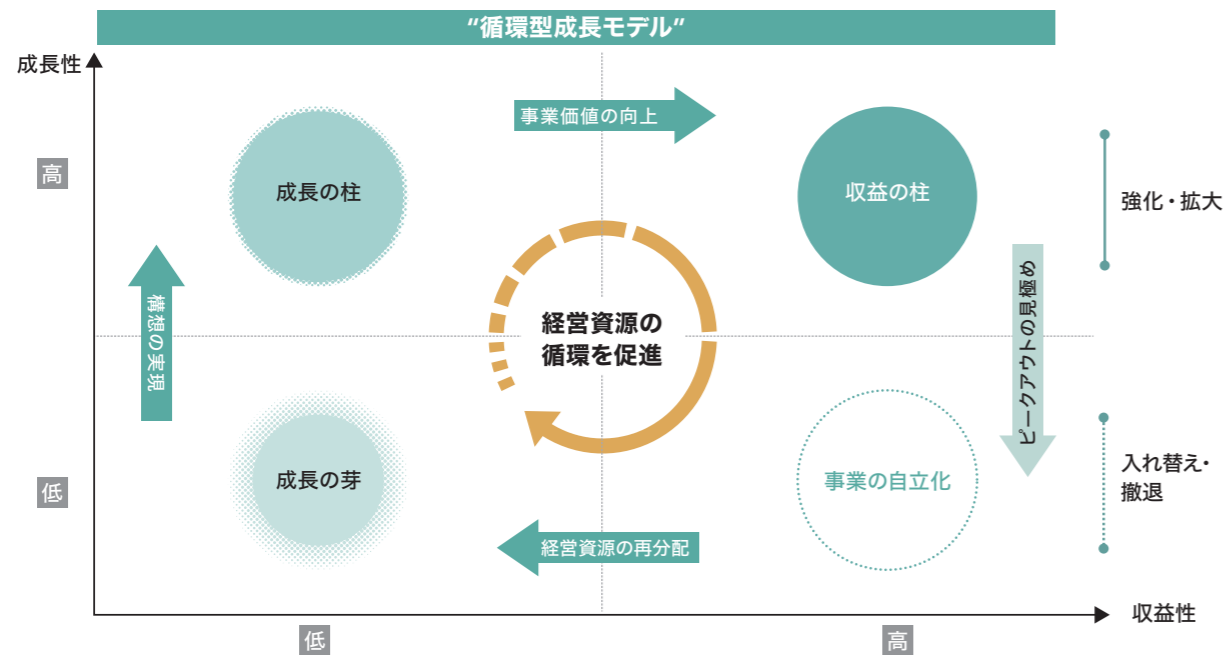 “循環型成長モデル”
成長性
事業価値の向上
高
成長の柱
収益の柱
強化・拡大
構想の実現
経営資源の
循環を促進
ピークアウトの見極め
成長の芽
事業の自立化
入れ替え・
撤退
低
経営資源の再分配
収益性
低
高